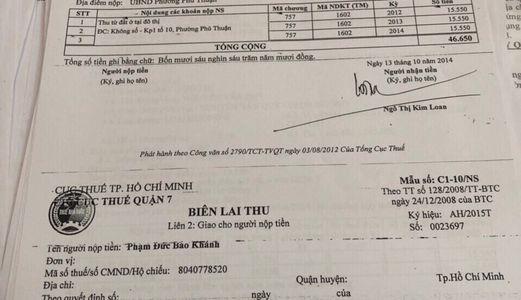 Địa điểm nộp: UBND Phường Phú Thuận
STT Nội dung các khoản nộp NS Mã chương Mã NDKT (TM) Kỳ Số tiền
1 Thu từ đất ở tại đô thị 757 1602 2012 15.550
2 ĐC: Không số - Kp1 tổ 10, Phường Phú Thuận 757 1602 2013 15.550
3 757 1602 2014 15.550
TỔNG CỘNG 46.650
Tổng số tiền ghi bằng chữ: Bốn mươi sáu nghìn sáu trăm năm mươi đồng.
Ngày 13 tháng 10 năm 2014
Người nộp tiền Người nhận tiền
(Ký, ghi họ tên) (Ký, ghi họ tên)
Ngô Thị Kim Loan
Phát hành theo Công văn số 2790/TCT-TVQT ngày 03/08/2012 Của Tổng Cục Thuế
Mẫu số: C1-10/NS
CỤC THUẾ TP. HỒ CHÍ MINH Theo TT số 128/2008/TT-BTC
CỤC THUẾ QUẬN 7 ngày 24/12/2008 của BTC
BIÊN LAI THU Ký hiệu: AH/2015T
Liên 2: Giao cho người nộp tiền Số: 0023697
Tên người nộp tiền: Phạm Đức Bảo Khánh
Đơn vị:
Mã số thuế/số CMND/Hộ chiếu: 8040778520
Địa chỉ: Quận huyện: Tp.Hồ Chí Minh
Theo quyết định số: ngày của